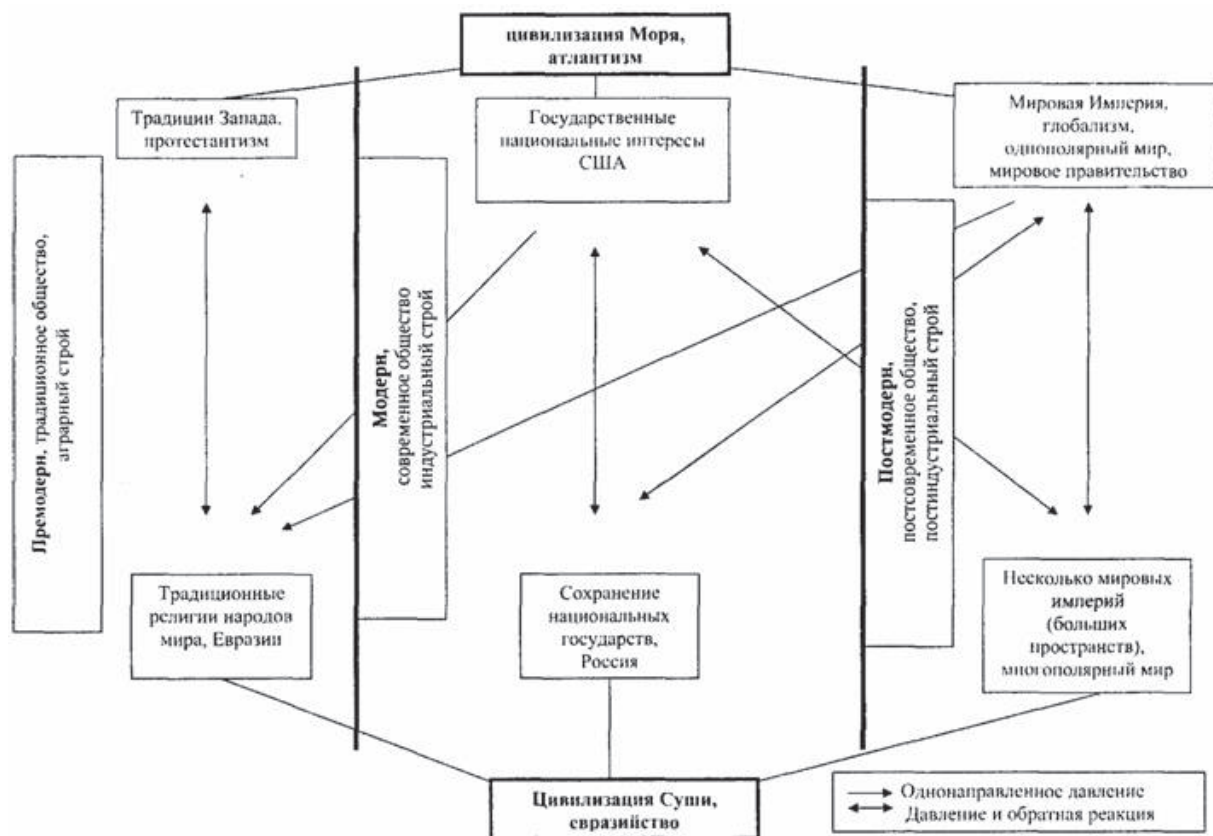 цивилизация Моря,
атлантизм
Традиции Запада,
протестантизм
Государственные
национальные интересы
США
Мировая Империя,
глобализм,
однополярный мир,
мировое правительство
Премодерн, традиционное общество,
аграрный строй
Модерн,
современное общество
индустриальный строй
Постмодерн,
постсовременное общество,
постиндустриальный строй
Традиционные
религии народов
мира, Евразии
Сохранение
национальных
государств,
Россия
Несколько мировых
империй
(больших
пространств),
многополярный мир
Цивилизация Суши,
евразийство
Однонаправленное давление
Давление и обратная реакция